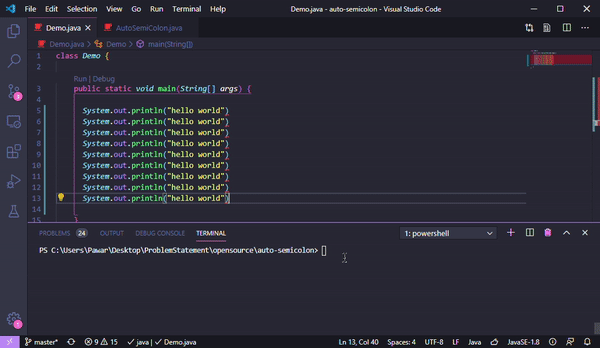 File Edit Selection View Go Run Terminal Help Demo.java - auto-semicolon - Visual Studio Code
Demo.java AutoSemiColon.java
Demo.java > Demo > main(String[])
1 class Demo {
2
Run | Debug
3 public static void main(String[] args) {
4
5 System.out.println("hello world")
6 System.out.println("hello world")
7 System.out.println("hello world")
8 System.out.println("hello world")
9 System.out.println("hello world")
10 System.out.println("hello world")
11 System.out.println("hello world")
12 System.out.println("hello world")
13 System.out.println("hello world")
14
15 }
PROBLEMS 24 OUTPUT DEBUG CONSOLE TERMINAL 1: powershell
PS C:\Users\Pawar\Desktop\ProblemStatement\opensource\auto-semicolon>
master* 9 15 java | Demo.java Ln 13, Col 40 Spaces: 4 UTF-8 LF Java JavaSE-1.8